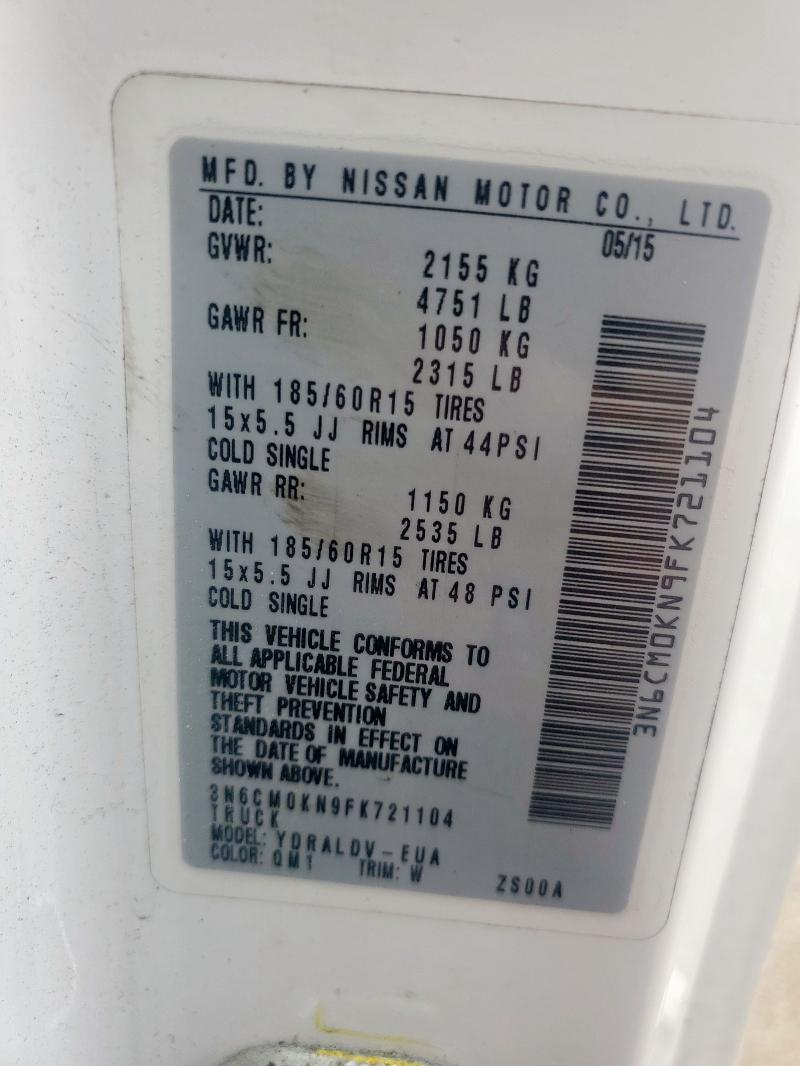 MFD. BY NISSAN MOTOR CO., LTD.
DATE: 05/15
GVWR: 2155 KG
4751 LB
GAWR FR: 1050 KG
2315 LB
WITH 185/60R15 TIRES
15x5.5 JJ RIMS AT 44PSI
COLD SINGLE
GAWR RR: 1150 KG
2535 LB
WITH 185/60R15 TIRES
15x5.5 JJ RIMS AT 48 PSI
COLD SINGLE
THIS VEHICLE CONFORMS TO
ALL APPLICABLE FEDERAL
MOTOR VEHICLE SAFETY AND
THEFT PREVENTION
STANDARDS IN EFFECT ON
THE DATE OF MANUFACTURE
SHOWN ABOVE.
3N6CM0KN9FK721104
TRUCK
MODEL: YDRALDV-EUA
COLOR: QM1 TRIM: W ZS00A
3N6CM0KN9FK721104